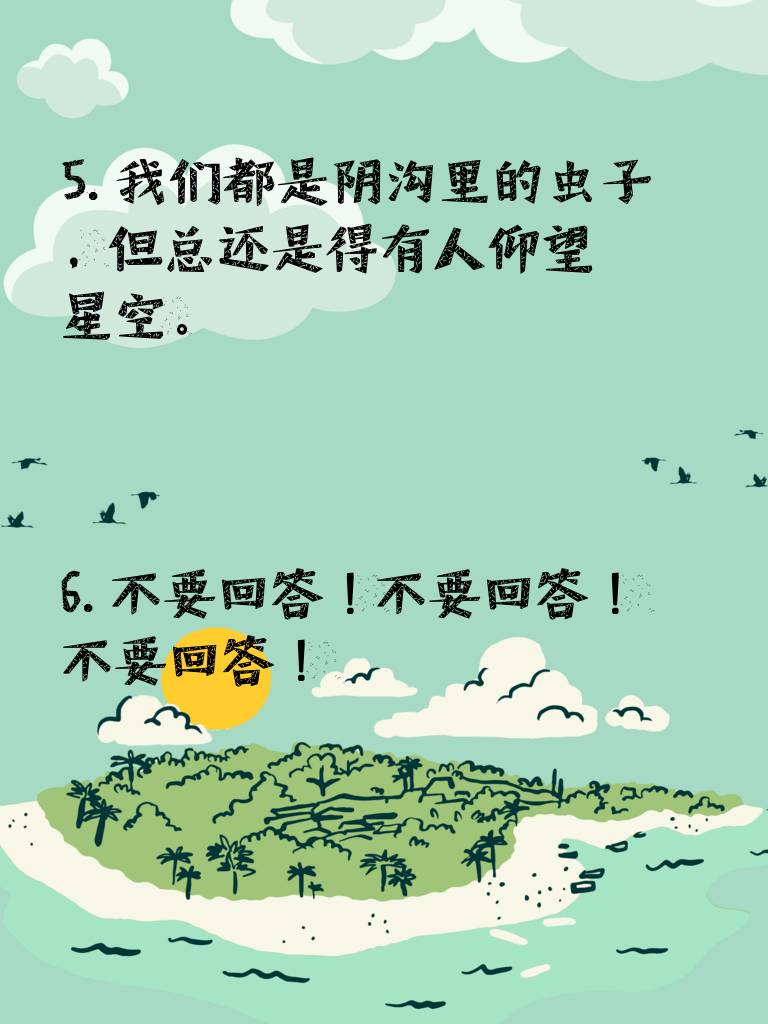 5. 我们都是阴沟里的虫子
，但总还是得有人仰望
星空。
6. 不要回答！不要回答！
不要回答！